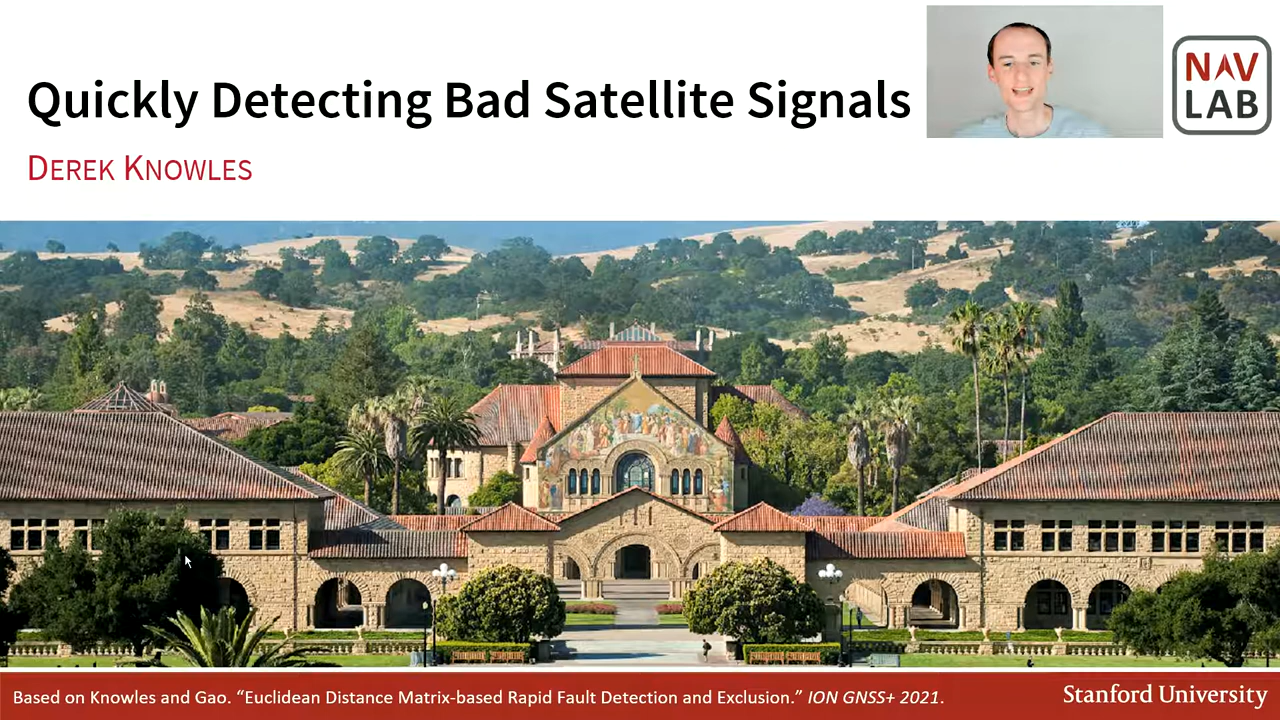 Quickly Detecting Bad Satellite Signals
DEREK KNOWLES
NAV
LAB
Based on Knowles and Gao. “Euclidean Distance Matrix-based Rapid Fault Detection and Exclusion.” ION GNSS+ 2021.
Stanford University